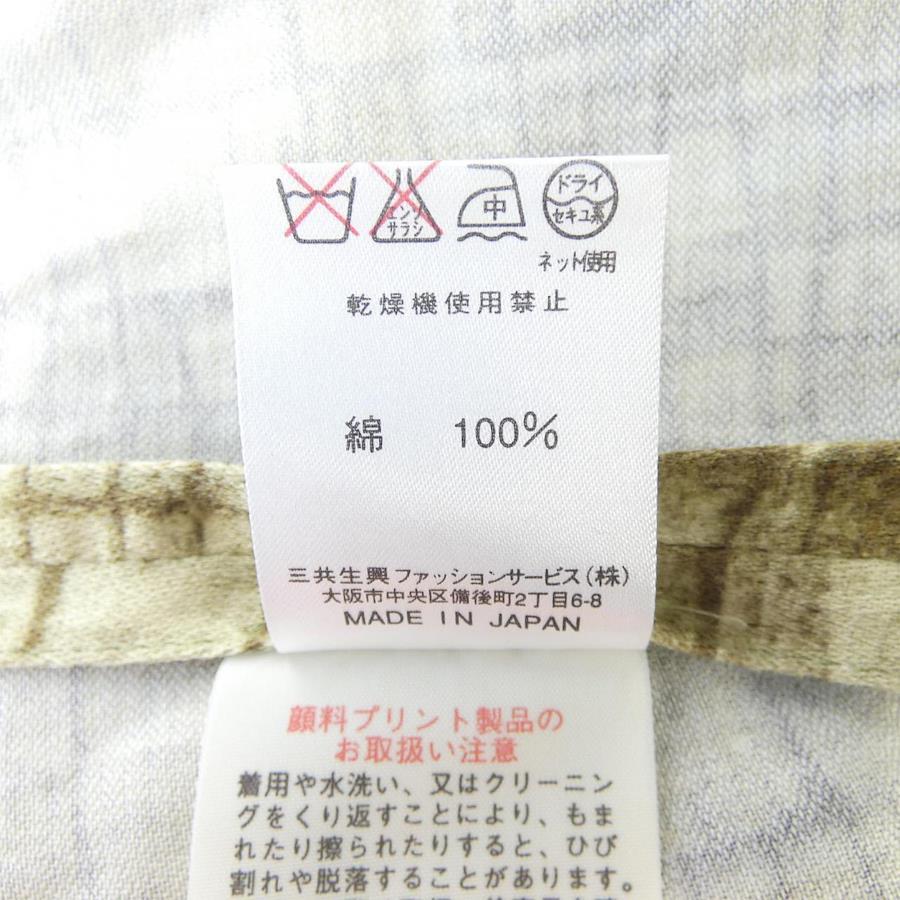 エンソ
サラシ
中
ドライ
セキユ系
ネット使用
乾燥機使用禁止
綿 100%
三共生興ファッションサービス(株)
大阪市中央区備後町2丁目6-8
MADE IN JAPAN
顔料プリント製品の
お取扱い注意
着用や水洗い、又はクリーニン
グをくり返すことにより、もま
れたり擦られたりすると、ひび
割れや脱落することがあります。